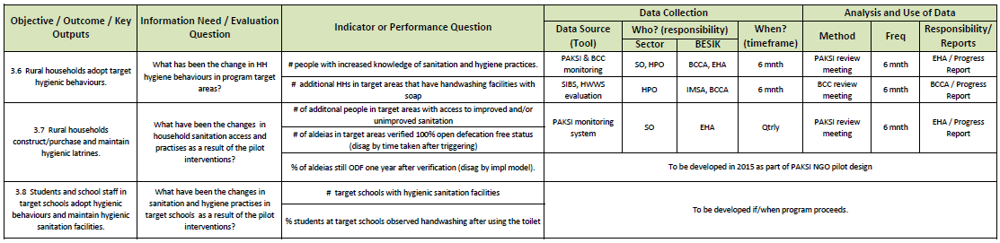 Objective / Outcome / Key
Outputs
Information Need / Evaluation
Question
Indicator or Performance Question
Data Collection
Analysis and Use of Data
Data Source
(Tool)
Who? (responsibility)
When?
(timeframe)
Method
Freq
Responsibility/
Reports
Sector
BESIK
3.6 Rural households adopt target
hygienic behaviours.
What has been the change in HH
hygiene behaviours in program target
areas?
# people with increased knowledge of sanitation and hygiene practices.
PAKSI & BCC
monitoring
SO, HPO
BCCA, EHA
6 mnth
PAKSI review
meeting
6 mnth
EHA / Progress
Report
# additional HHs in target areas that have handwashing facilities with
soap
SIBS, HWWS
evaluation
HPO
IMSA, BCCA
6 mnth
BCC review
meeting
6 mnth
BCCA / Progress
Report
3.7 Rural households
construct/purchase and maintain
hygienic latrines.
What have been the changes in
household sanitation access and
practises as a result of the pilot
interventions?
# of additonal people in target areas with access to improved and/or
unimproved sanitation
# of aldeias in target areas verified 100% open defecation free status
(disag by time taken after triggering)
PAKSI monitoring
system
SO
EHA
Qtrly
PAKSI review
meeting
6 mnth
EHA / Progress
Report
% of aldeias still ODF one year after verification (disag by impl model).
To be developed in 2015 as part of PAKSI NGO pilot design
3.8 Students and school staff in
target schools adopt hygienic
behaviours and maintain hygienic
sanitation facilities.
What have been the changes in
sanitation and hygiene practises in
target schools as a result of the pilot
interventions?
# target schools with hygienic sanitation facilities
% students at target schools observed handwashing after using the toilet
To be developed if/when program proceeds.